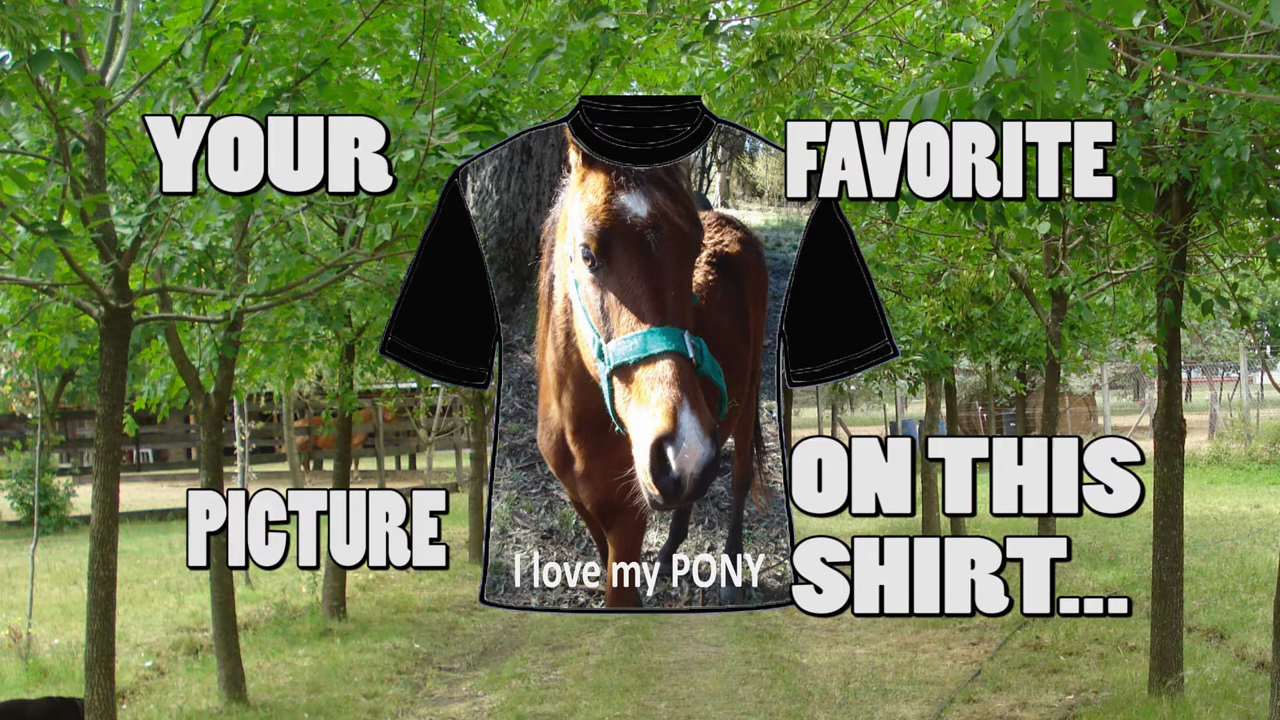 YOUR
FAVORITE
PICTURE
ON THIS
SHIRT...
I love my PONY